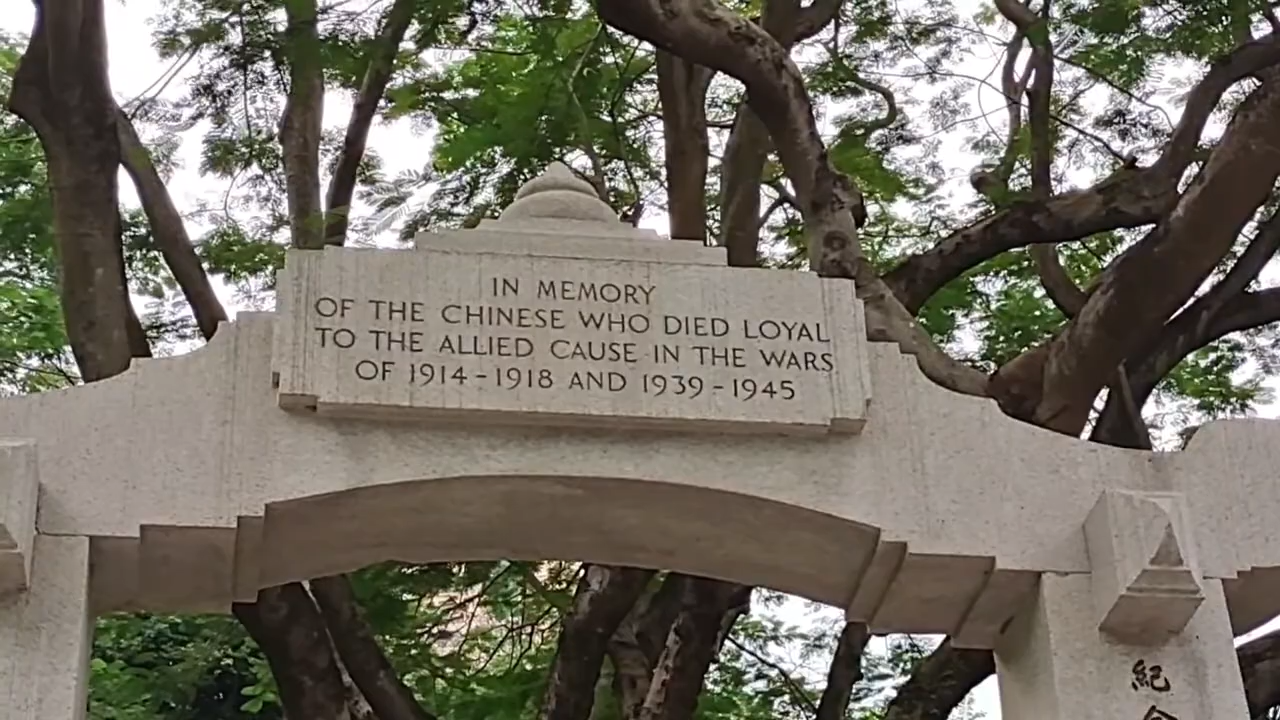 IN MEMORY
OF THE CHINESE WHO DIED LOYAL
TO THE ALLIED CAUSE IN THE WARS
OF 1914-1918 AND 1939-1945
紀